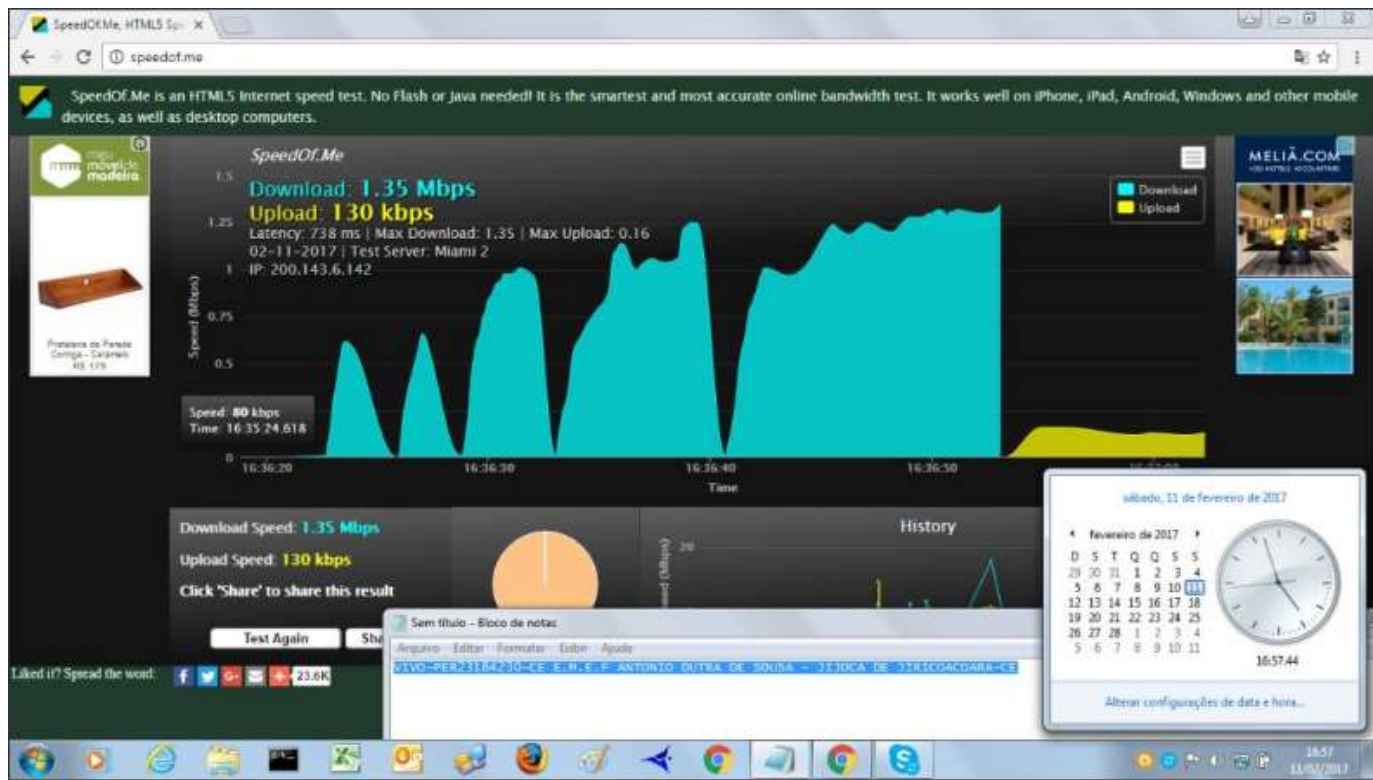 SpeedOf.Me, HTML5 Sp
speedof.me
SpeedOf.Me is an HTML5 Internet speed test. No Flash or Java needed! It is the smartest and most accurate online bandwidth test. It works well on iPhone, iPad, Android, Windows and other mobile
devices, as well as desktop computers.
meu
móvel de
madeira
Prateleira de Parede
Coringa - Caramelo
R$ 179
SpeedOf.Me
Download: 1.35 Mbps
Upload: 130 kbps
Latency: 738 ms | Max Download: 1.35 | Max Upload: 0.16
02-11-2017 | Test Server: Miami 2
IP: 200.143.6.142
Download
Upload
MELIÃ.COM
Speed (Mbps)
1.5
1.25
1
0.75
0.5
0
Speed: 80 kbps
Time: 16:35:24.618
16:36:20
16:36:30
16:36:40
16:36:50
Time
Download Speed: 1.35 Mbps
Upload Speed: 130 kbps
Click 'Share' to share this result
Test Again
Sha
History
20
Sem título - Bloco de notas
Arquivo Editar Formatar Exibir Ajuda
E.M.E.F ANTONIO DUTRA DE SOUSA - JIJOCA DE JIRICOACOARA-CE
Liked it? Spread the word:
23.6K
sábado, 11 de fevereiro de 2017
fevereiro de 2017
D S T Q Q S S
29 30 31 1 2 3 4
5 6 7 8 9 10 11
12 13 14 15 16 17 18
19 20 21 22 23 24 25
26 27 28 1 2 3 4
5 6 7 8 9 10 11
16:57:44
Alterar configurações de data e hora...
16:57
11/02/2017